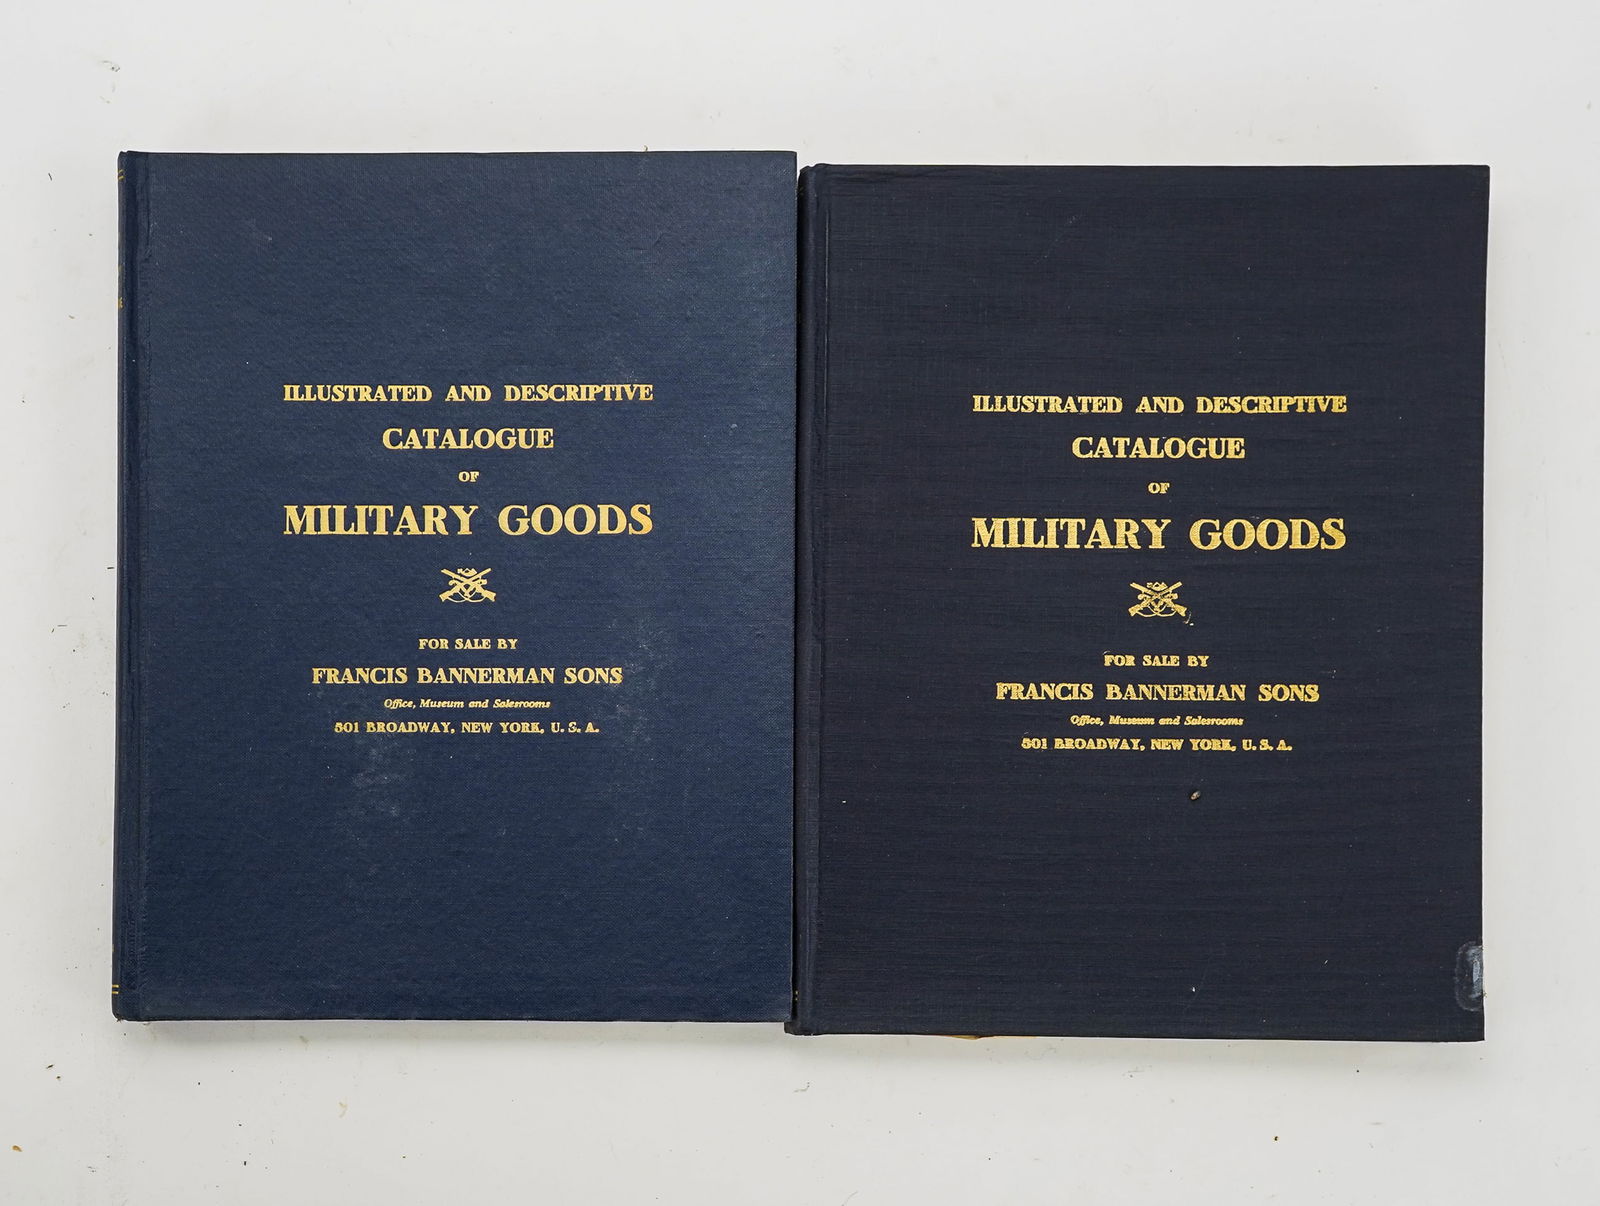 ILLUSTRATED AND DESCRIPTIVE
CATALOGUE
OF
MILITARY GOODS
FOR SALE BY
FRANCIS BANNERMAN SONS
Office, Museum and Salesrooms
501 BROADWAY, NEW YORK, U. S. A.
ILLUSTRATED AND DESCRIPTIVE
CATALOGUE
OF
MILITARY GOODS
FOR SALE BY
FRANCIS BANNERMAN SONS
Office, Museum and Salesrooms
501 BROADWAY, NEW YORK, U. S. A.